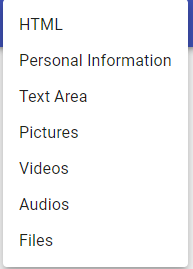 HTML
Personal Information
Text Area
Pictures
Videos
Audios
Files